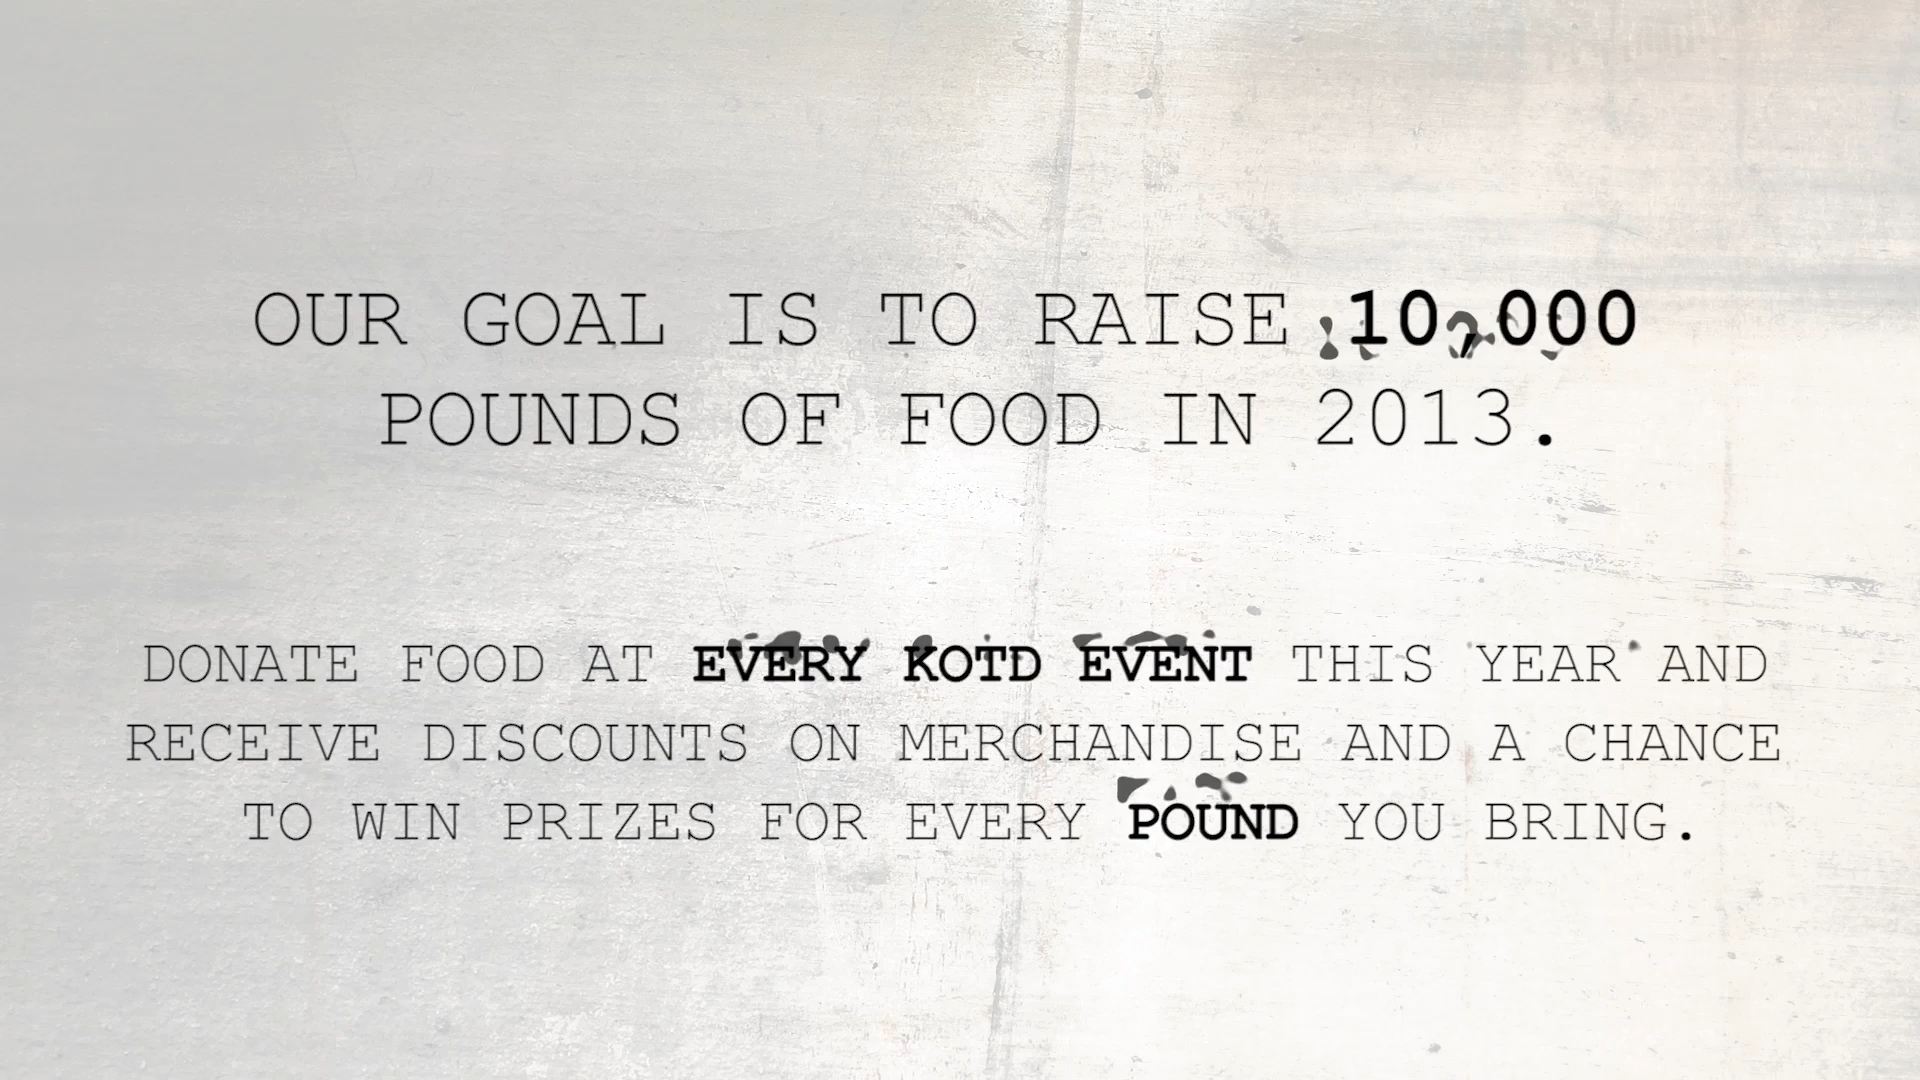 OUR GOAL IS TO RAISE 10,000
POUNDS OF FOOD IN 2013.
DONATE FOOD AT EVERY KOTD EVENT THIS YEAR AND
RECEIVE DISCOUNTS ON MERCHANDISE AND A CHANCE
TO WIN PRIZES FOR EVERY POUND YOU BRING.